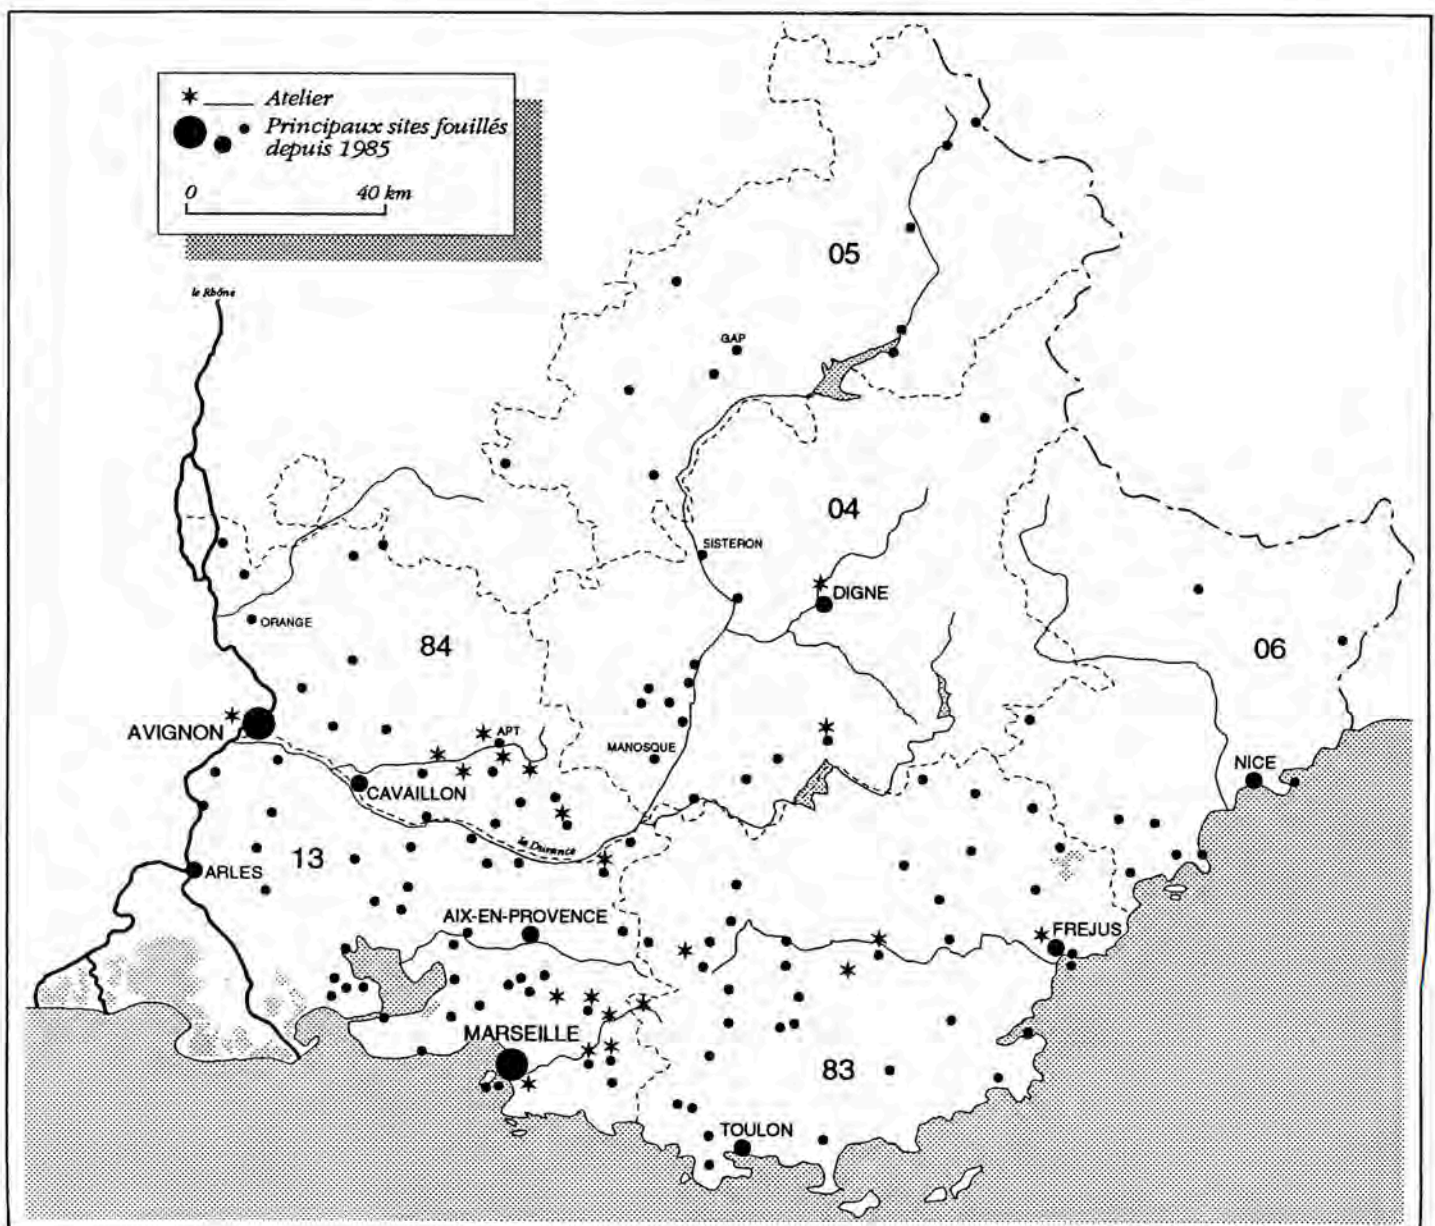 Atelier
Principaux sites fouillés
depuis 1985
0 40 km
le Rhône
05
GAP
04
SISTERON
DIGNE
ORANGE
84
06
AVIGNON
APT
MANOSQUE
NICE
CAVAILLON
la Durance
13
ARLES
AIX-EN-PROVENCE
FREJUS
MARSEILLE
83
TOULON